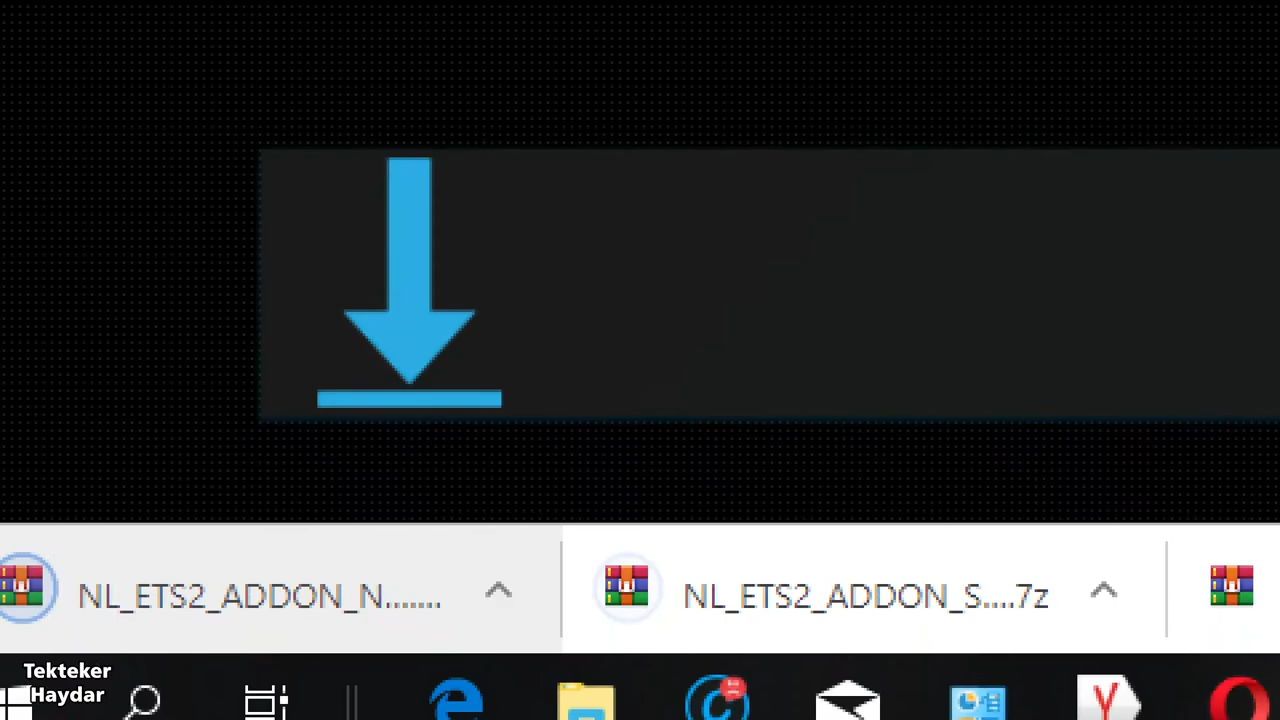 NL_ETS2_ADDON_N.......
NL_ETS2_ADDON_S....7z
Tekteker
Haydar